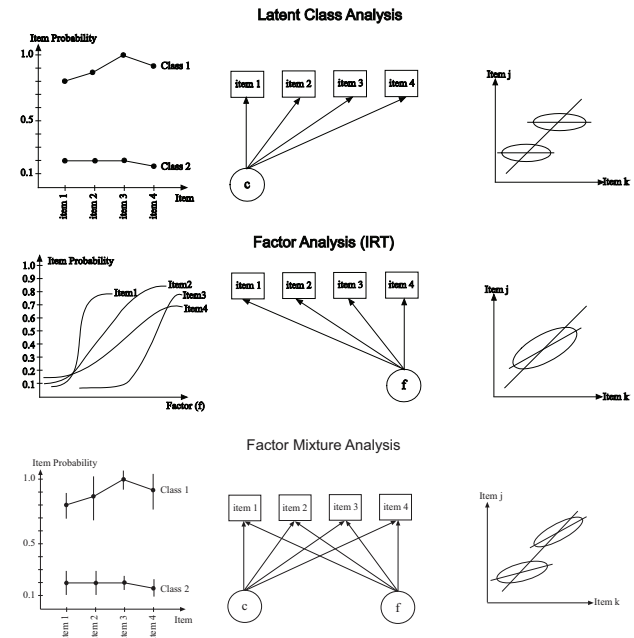 Latent Class Analysis
Item Probability
1.0
0.5
0.1
Class 1
Class 2
item 1
item 2
item 3
item 4
Item
item 1 item 2 item 3 item 4
c
Item j
Item k
Factor Analysis (IRT)
Item Probability
1.0
0.9
0.8
0.7
0.6
0.5
0.4
0.3
0.2
0.1
Item1
Item2
Item3
Item4
Factor (f)
item 1 item 2 item 3 item 4
f
Item j
Item k
Factor Mixture Analysis
Item Probability
1.0
0.5
0.1
Class 1
Class 2
tem 1
tem 2
tem 3
tem 4
Item
item 1 item 2 item 3 item 4
c f
Item j
Item k